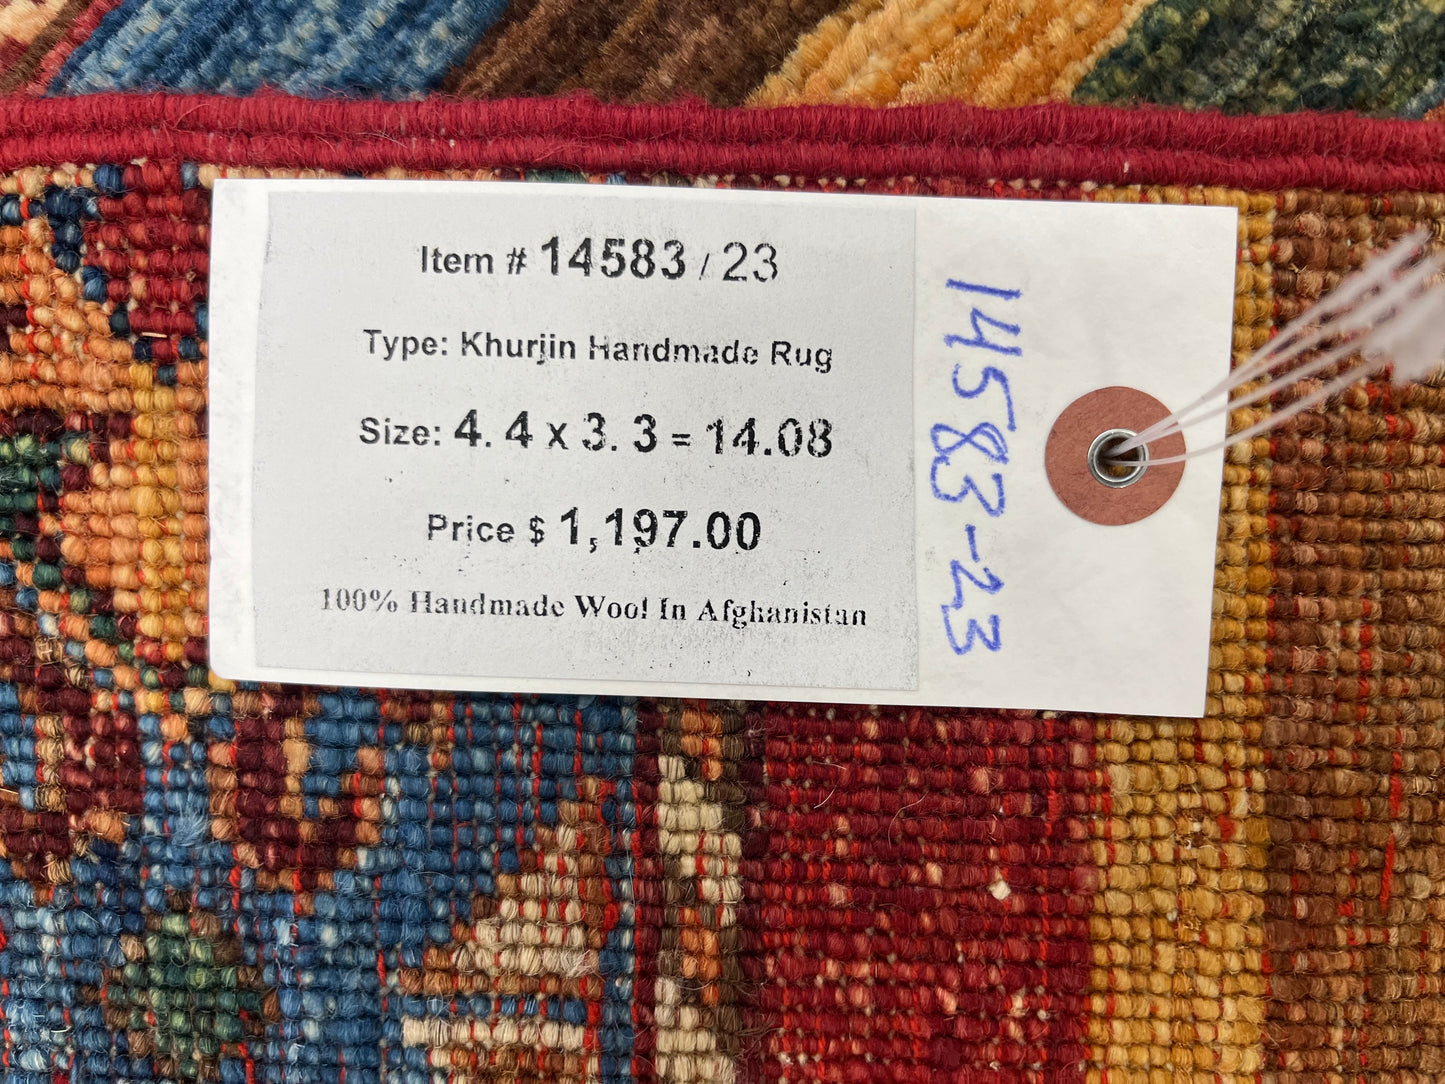 Item # 14583 / 23
Type: Khurjin Handmade Rug
Size: 4. 4 x 3. 3 = 14.08
Price $ 1,197.00
100% Handmade Wool In Afghanistan
14583-23